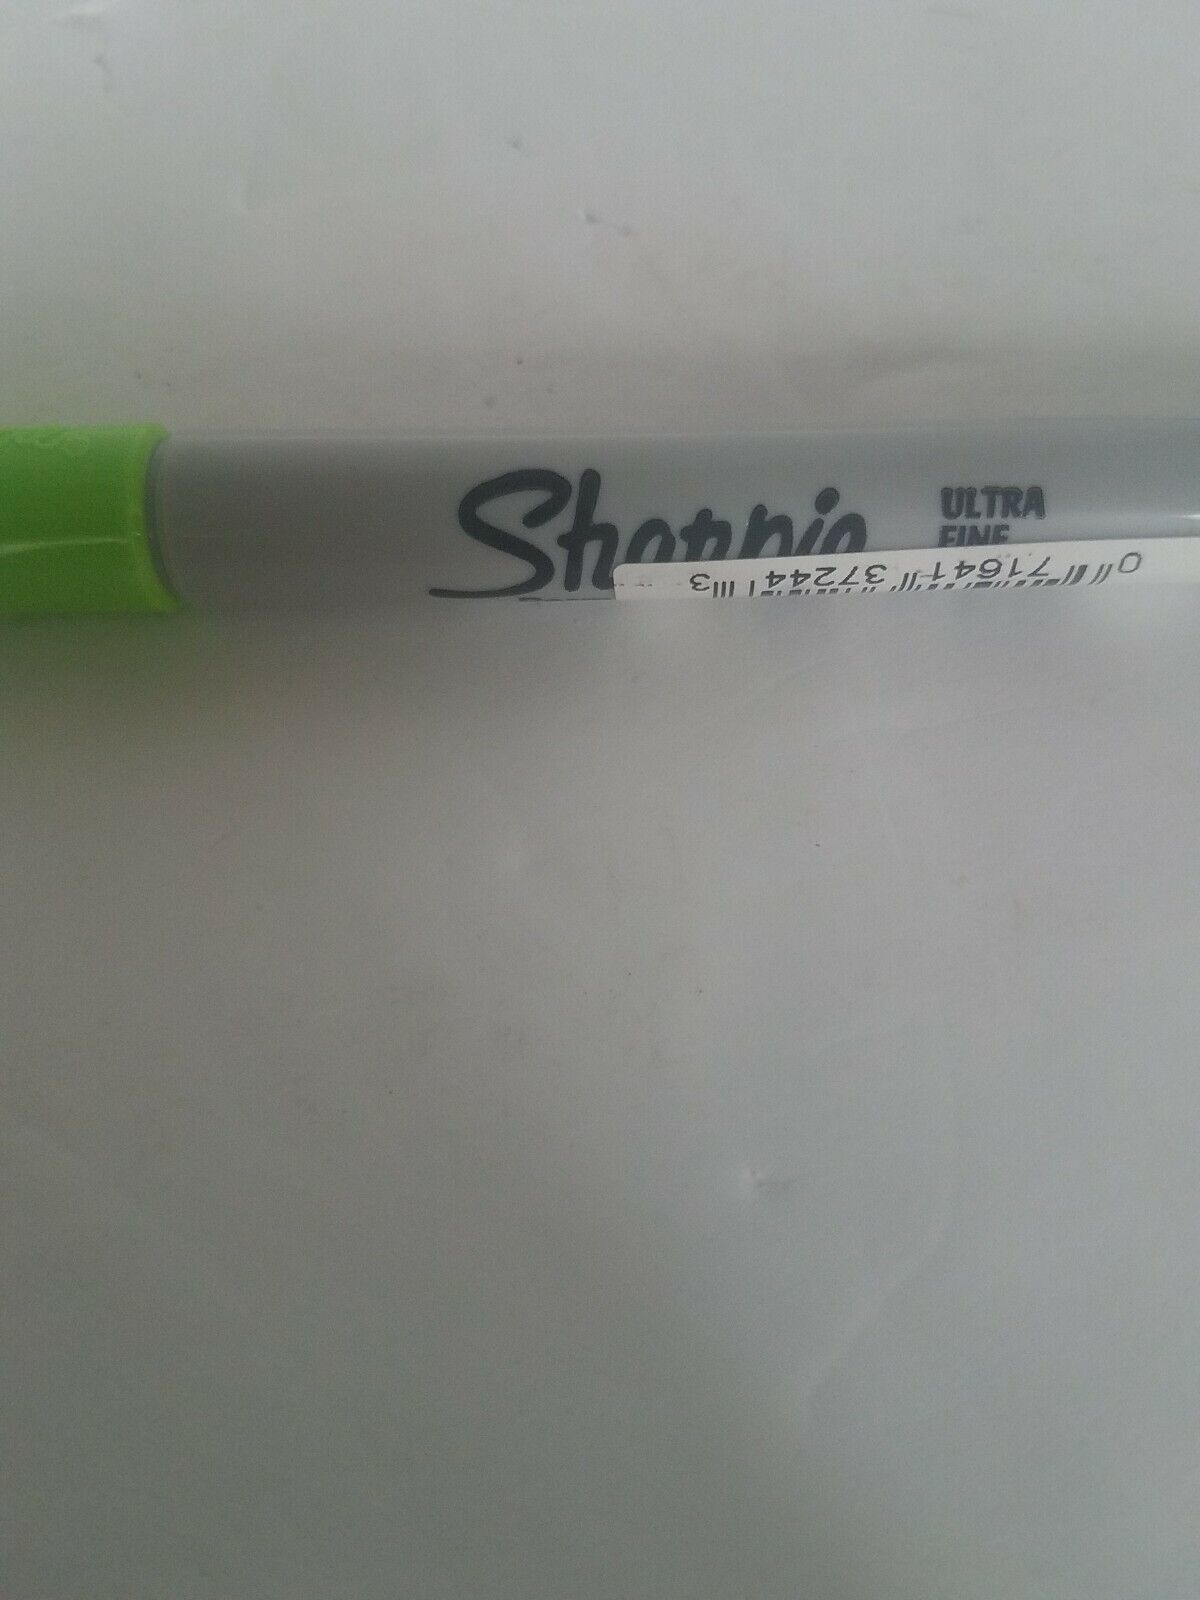 Sharpie
ULTRA
FINE
0 71641 37244 3